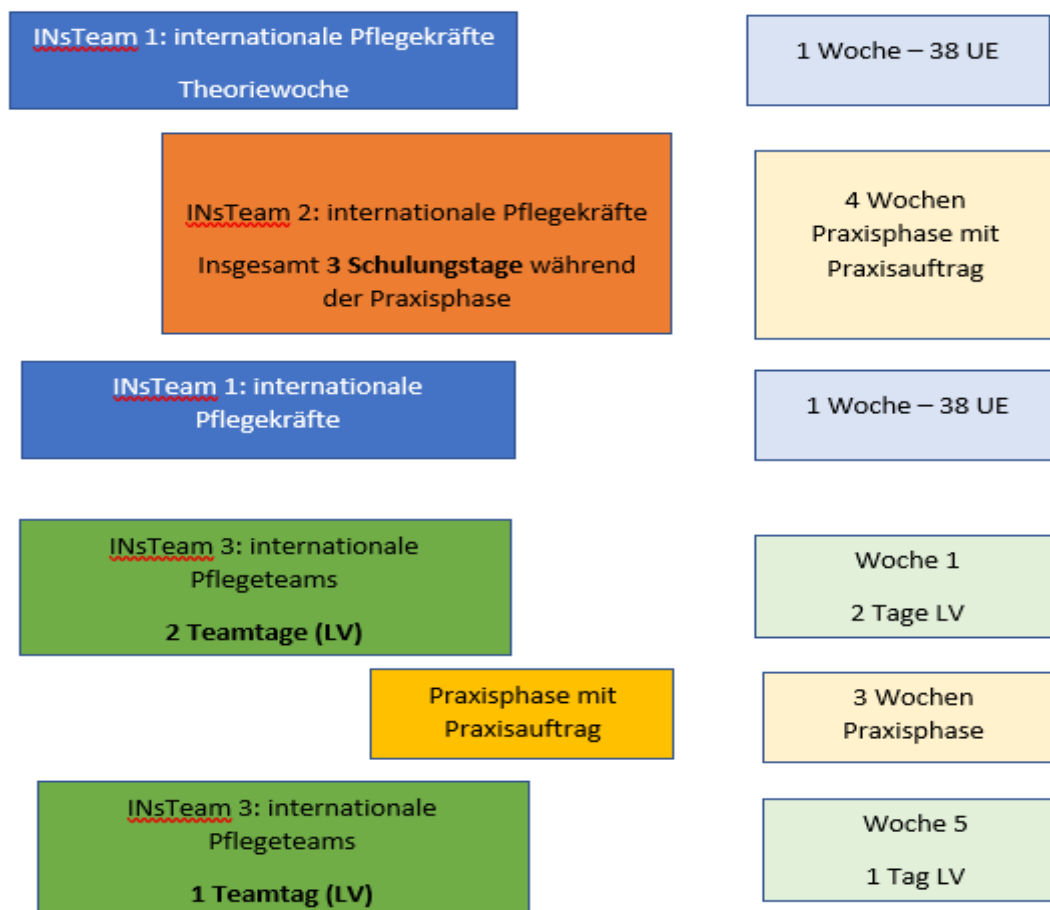 INsTeam 1: internationale Pflegekräfte
Theoriewoche
1 Woche – 38 UE
INsTeam 2: internationale Pflegekräfte
Insgesamt 3 Schulungstage während
der Praxisphase
4 Wochen
Praxisphase mit
Praxisauftrag
INsTeam 1: internationale
Pflegekräfte
1 Woche – 38 UE
INsTeam 3: internationale
Pflegeteams
2 Teamtage (LV)
Woche 1
2 Tage LV
Praxisphase mit
Praxisauftrag
3 Wochen
Praxisphase
INsTeam 3: internationale
Pflegeteams
1 Teamtag (LV)
Woche 5
1 Tag LV